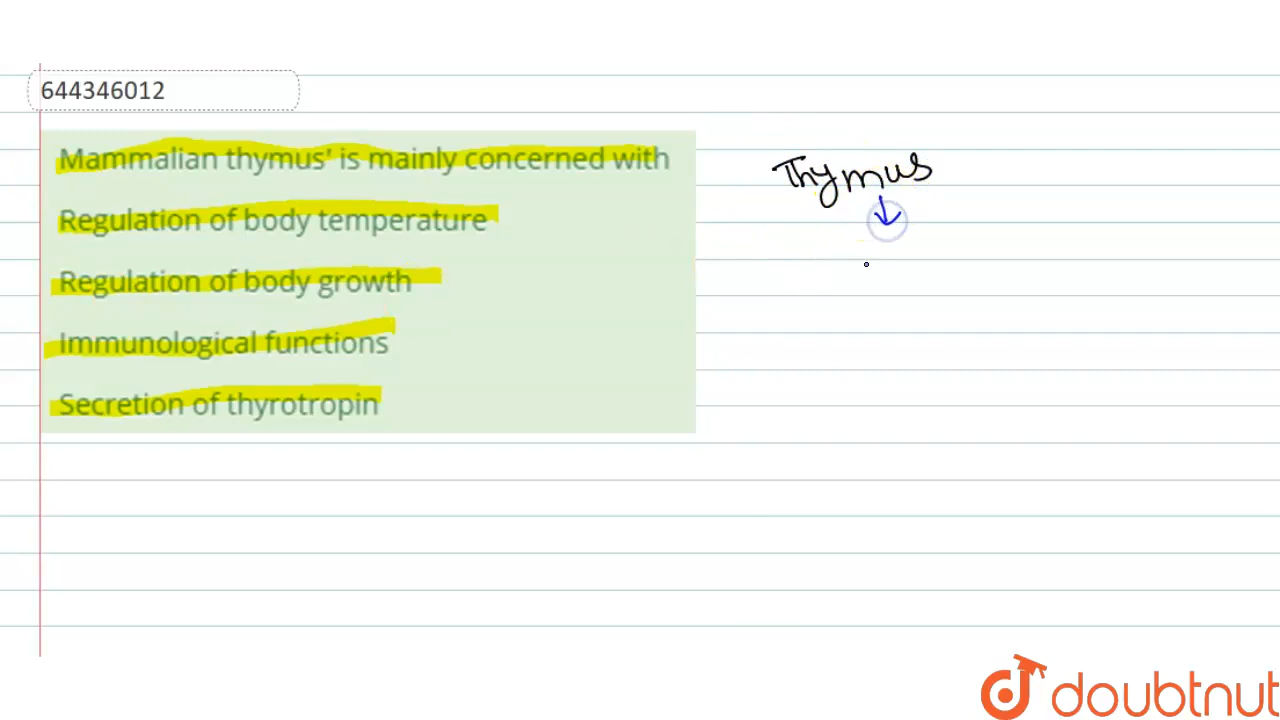 644346012
Mammalian thymus' is mainly concerned with
Regulation of body temperature
Regulation of body growth
Immunological functions
Secretion of thyrotropin
Thymus
doubtnut